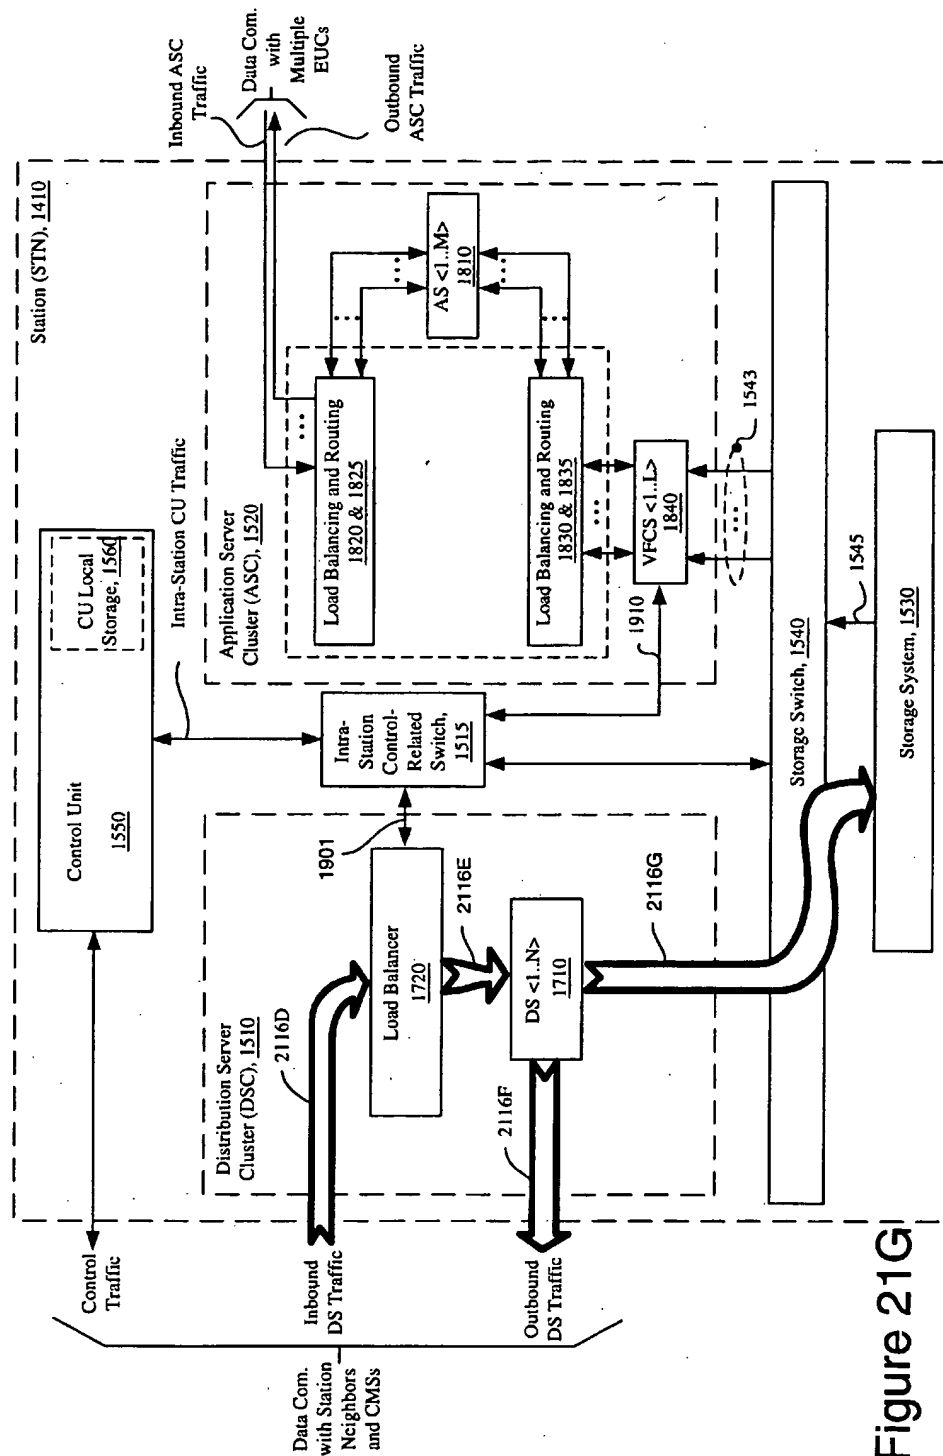 Station (STN), 1410
Control Unit
1550
CU Local
Storage, 1560
Control
Traffic
Intra-Station CU Traffic
Inbound ASC
Traffic
Data Com.
with
Multiple
EUCs
Outbound
ASC Traffic
Data Com.
with Station
Neighbors
and CMSs
Inbound
DS Traffic
Outbound
DS Traffic
Distribution Server
Cluster (DSC), 1510
2116D
Load Balancer
1720
1901
2116E
DS <1..N>
1710
2116F
2116G
Intra-
Station
Control-
Related
Switch,
1515
Application Server
Cluster (ASC), 1520
Load Balancing and Routing
1820 & 1825
...
...
...
AS <1..M>
1810
...
...
Load Balancing and Routing
1830 & 1835
...
1910
VFCS <1..L>
1840
...
1543
Storage Switch, 1540
1545
Storage System, 1530
Figure 21G